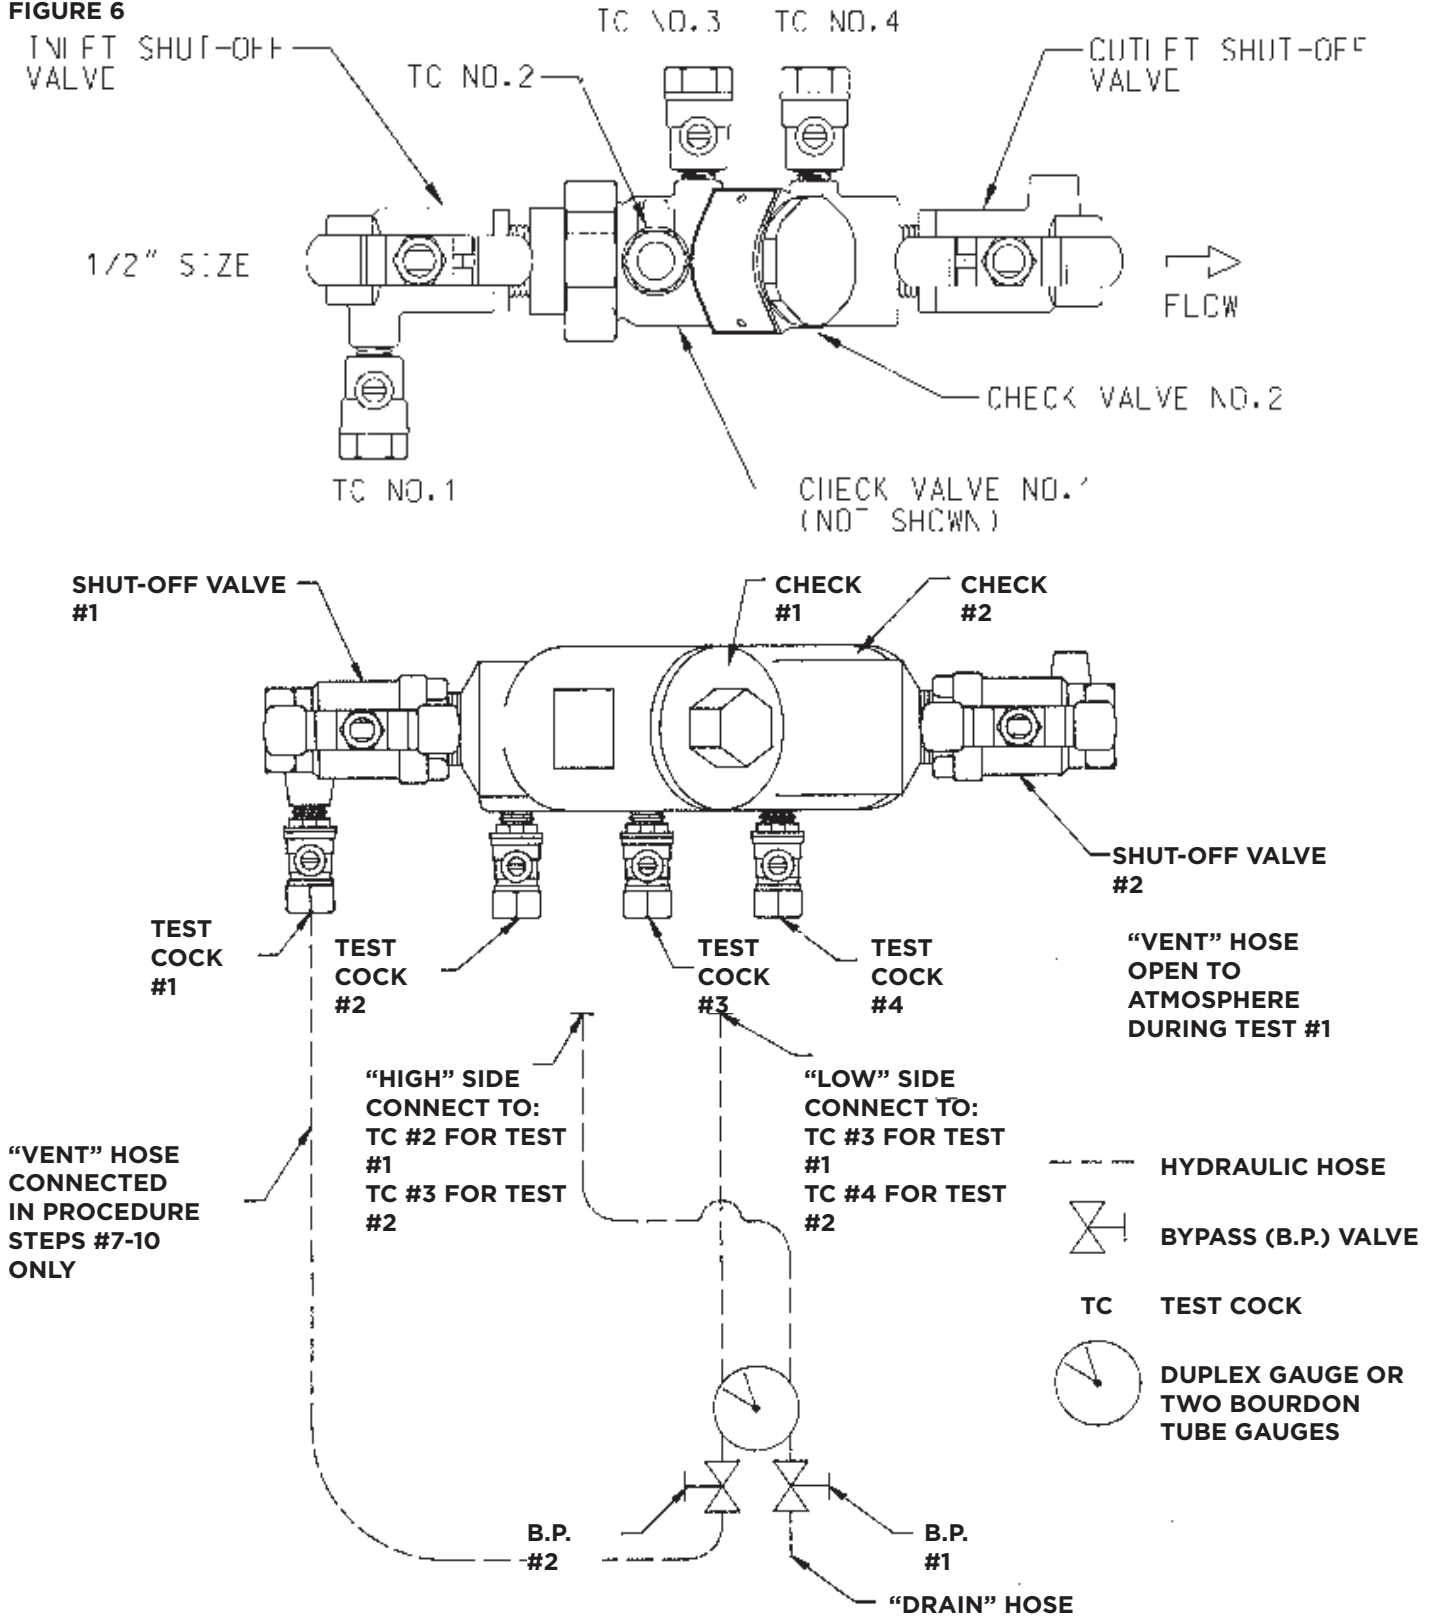 FIGURE 6
TC NO.3
TC NO.4
INLET SHUT-OFF
VALVE
TC NO.2
OUTLET SHUT-OFF
VALVE
1/2" SIZE
FLOW
CHECK VALVE NO.2
TC NO.1
CHECK VALVE NO.1
(NOT SHOWN)
SHUT-OFF VALVE
#1
CHECK
#1
CHECK
#2
SHUT-OFF VALVE
#2
TEST
COCK
#1
TEST
COCK
#2
TEST
COCK
#3
TEST
COCK
#4
“VENT” HOSE
OPEN TO
ATMOSPHERE
DURING TEST #1
“HIGH” SIDE
CONNECT TO:
TC #2 FOR TEST
#1
TC #3 FOR TEST
#2
“LOW” SIDE
CONNECT TO:
TC #3 FOR TEST
#1
TC #4 FOR TEST
#2
“VENT” HOSE
CONNECTED
IN PROCEDURE
STEPS #7-10
ONLY
HYDRAULIC HOSE
BYPASS (B.P.) VALVE
TC TEST COCK
DUPLEX GAUGE OR
TWO BOURDON
TUBE GAUGES
B.P.
#2
B.P.
#1
“DRAIN” HOSE